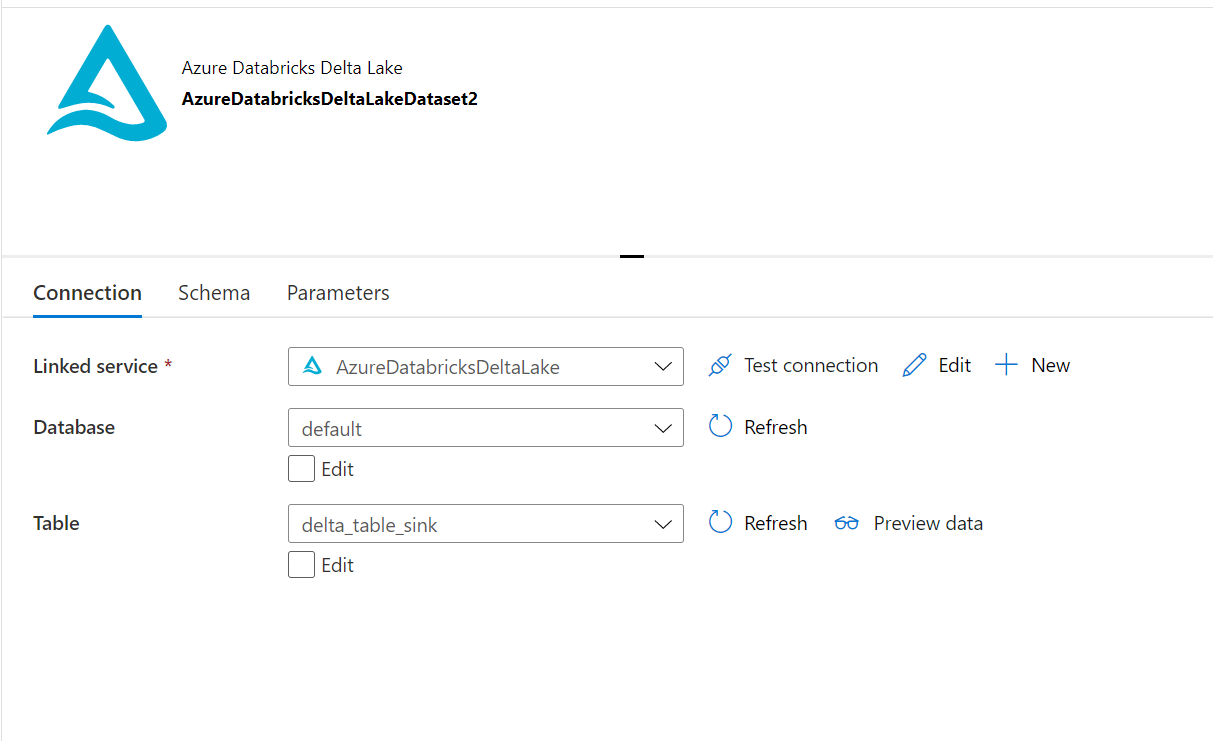 Azure Databricks Delta Lake
AzureDatabricksDeltaLakeDataset2
Connection Schema Parameters
Linked service * AzureDatabricksDeltaLake Test connection Edit New
Database default Refresh
Edit
Table delta_table_sink Refresh Preview data
Edit